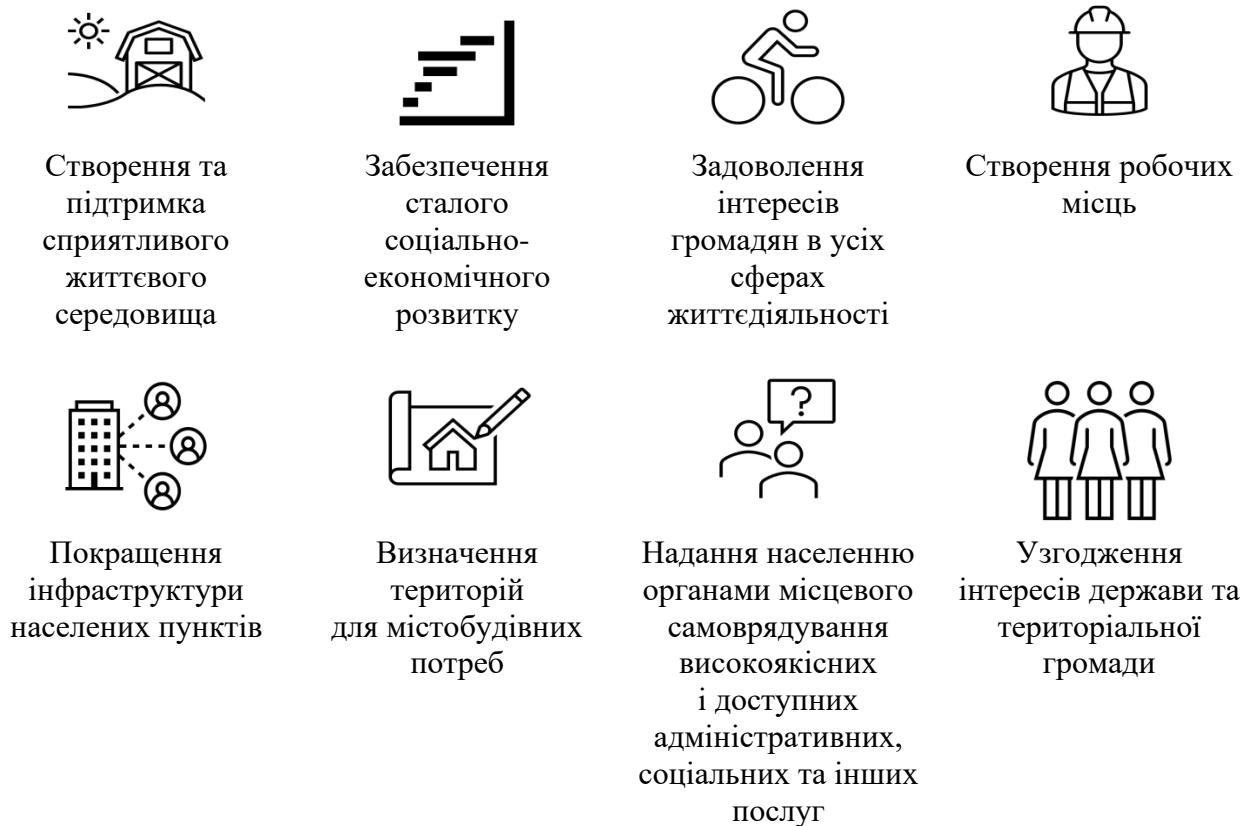 Створення та
підтримка
сприятливого
життєвого
середовища
Забезпечення
сталого
соціально-
економічного
розвитку
Задоволення
інтересів
громадян в усіх
сферах
життєдіяльності
Створення робочих
місць
Покращення
інфраструктури
населених пунктів
Визначення
територій
для містобудівних
потреб
?
Надання населенню
органами місцевого
самоврядування
високоякісних
і доступних
адміністративних,
соціальних та інших
послуг
Узгодження
інтересів держави та
територіальної
громади